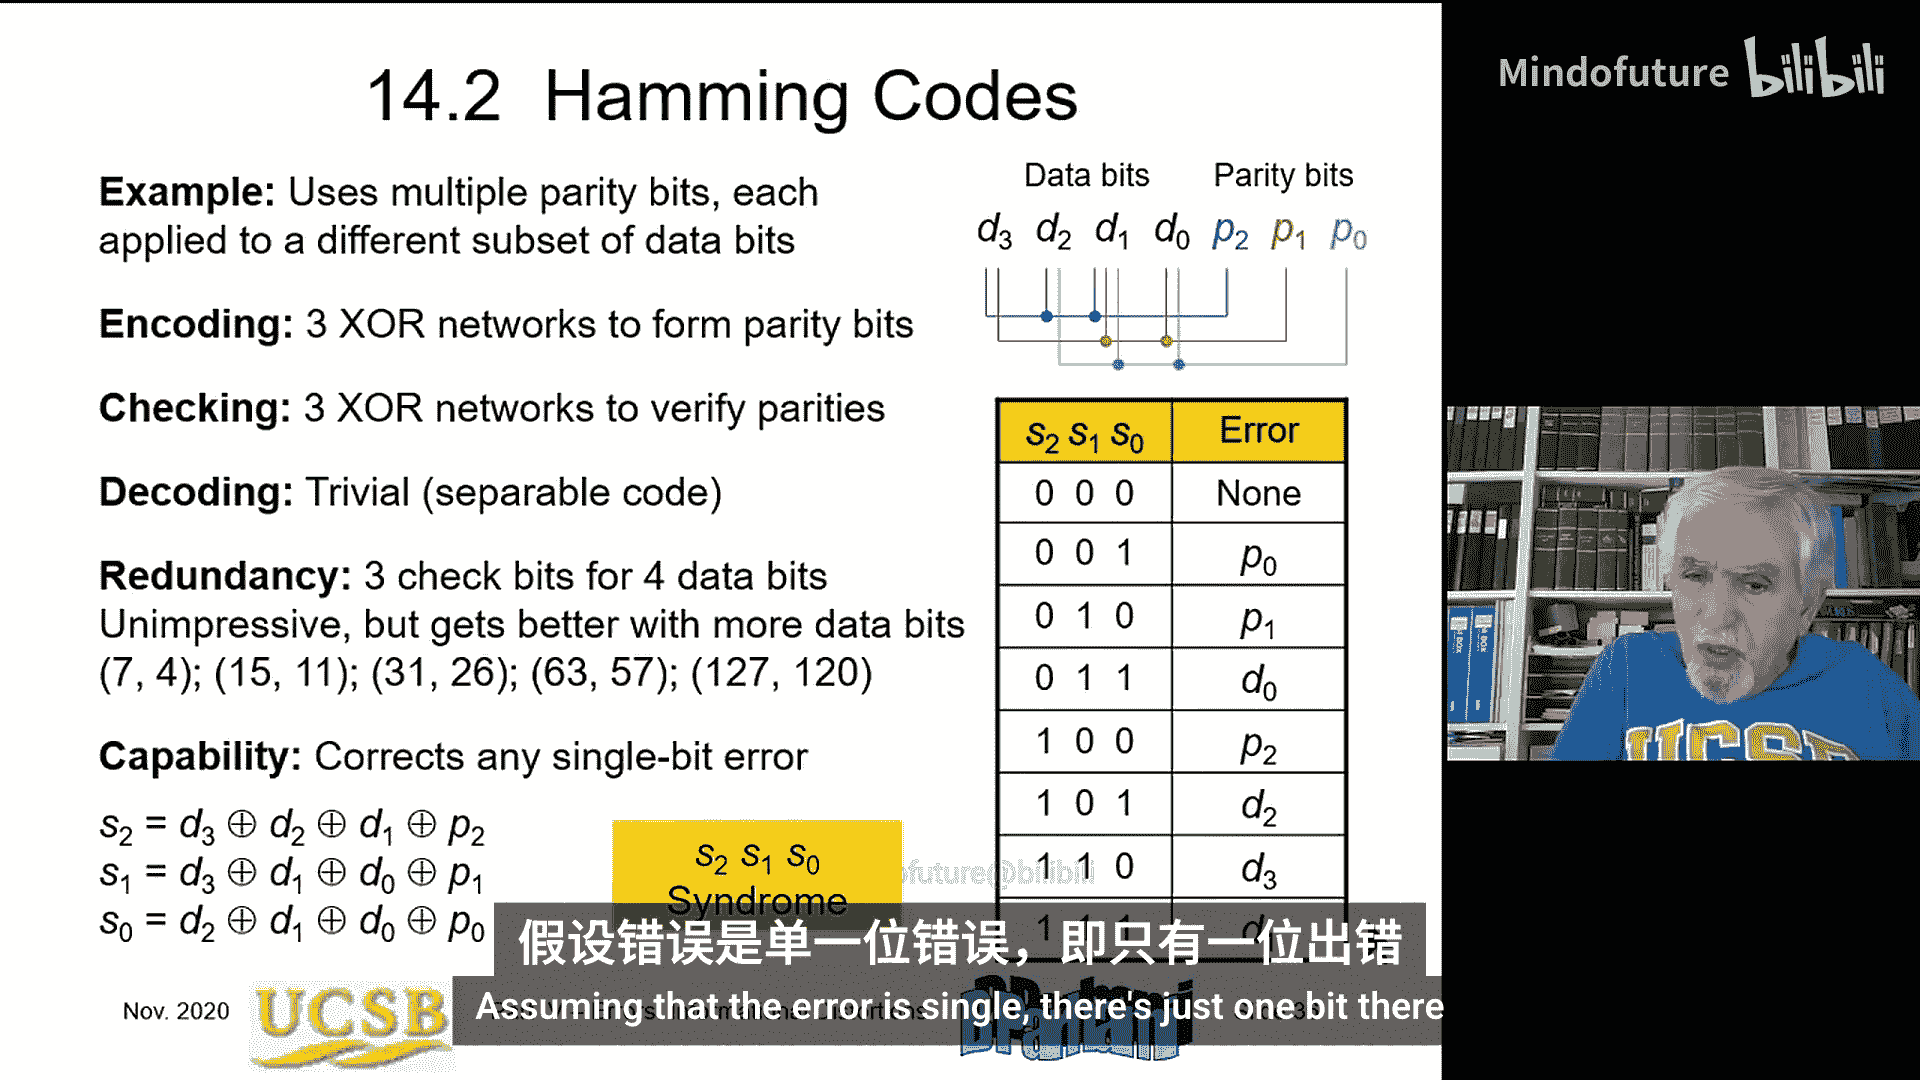 Mindofuture bilibili
14.2 Hamming Codes
Example: Uses multiple parity bits, each
applied to a different subset of data bits
Encoding: 3 XOR networks to form parity bits
Checking: 3 XOR networks to verify parities
Decoding: Trivial (separable code)
Redundancy: 3 check bits for 4 data bits
Unimpressive, but gets better with more data bits
(7, 4); (15, 11); (31, 26); (63, 57); (127, 120)
Capability: Corrects any single-bit error
s2 = d3 ⊕ d2 ⊕ d1 ⊕ p2
s1 = d3 ⊕ d1 ⊕ d0 ⊕ p1
s0 = d2 ⊕ d1 ⊕ d0 ⊕ p0
s2 s1 s0
Syndrome
Data bits Parity bits
d3 d2 d1 d0 p2 p1 p0
s2 s1 s0 Error
0 0 0 None
0 0 1 p0
0 1 0 p1
0 1 1 d0
1 0 0 p2
1 0 1 d2
1 1 0 d3
1 1 1
ofuture@bilibili
假设错误是单一位错误，即只有一位出错
Assuming that the error is single, there's just one bit there
Nov. 2020
UCSB
UCSB